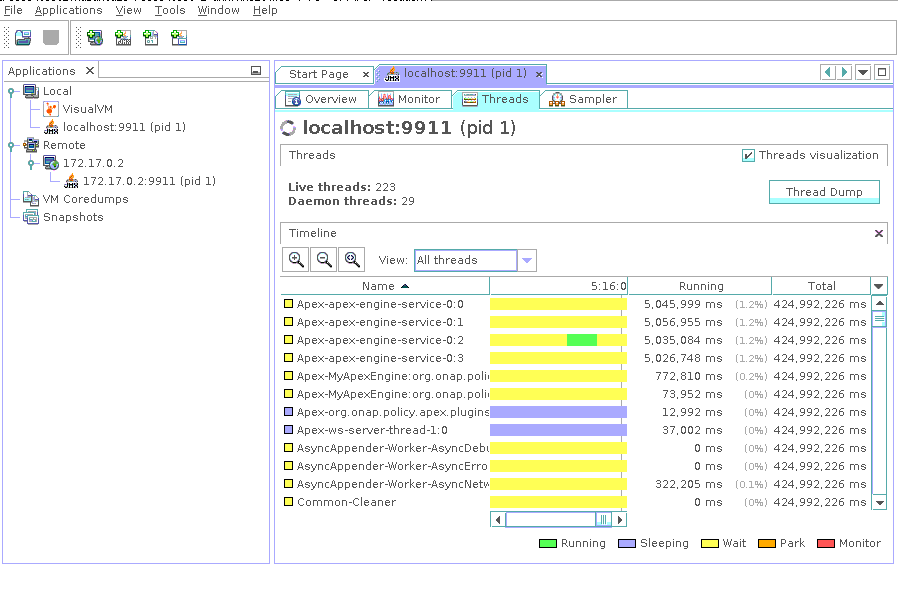 File Applications View Tools Window Help
Applications
Local
VisualVM
localhost:9911 (pid 1)
Remote
172.17.0.2
172.17.0.2:9911 (pid 1)
VM Coredumps
Snapshots
Start Page localhost:9911 (pid 1)
Overview Monitor Threads Sampler
localhost:9911 (pid 1)
Threads Threads visualization
Live threads: 223
Daemon threads: 29
Thread Dump
Timeline
View: All threads
Name 5:16:0 Running Total
Apex-apex-engine-service-0:0 5,045,999 ms (1.2%) 424,992,226 ms
Apex-apex-engine-service-0:1 5,056,955 ms (1.2%) 424,992,226 ms
Apex-apex-engine-service-0:2 5,035,084 ms (1.2%) 424,992,226 ms
Apex-apex-engine-service-0:3 5,026,748 ms (1.2%) 424,992,226 ms
Apex-MyApexEngine:org.onap.poli 772,810 ms (0.2%) 424,992,226 ms
Apex-MyApexEngine:org.onap.poli 73,952 ms (0%) 424,992,226 ms
Apex-org.onap.policy.apex.plugins 12,992 ms (0%) 424,992,226 ms
Apex-ws-server-thread-1:0 37,002 ms (0%) 424,992,226 ms
AsyncAppender-Worker-AsyncDebu 0 ms (0%) 424,992,226 ms
AsyncAppender-Worker-AsyncErro 0 ms (0%) 424,992,226 ms
AsyncAppender-Worker-AsyncNetw 322,205 ms (0.1%) 424,992,226 ms
Common-Cleaner 0 ms (0%) 424,992,226 ms
Running Sleeping Wait Park Monitor